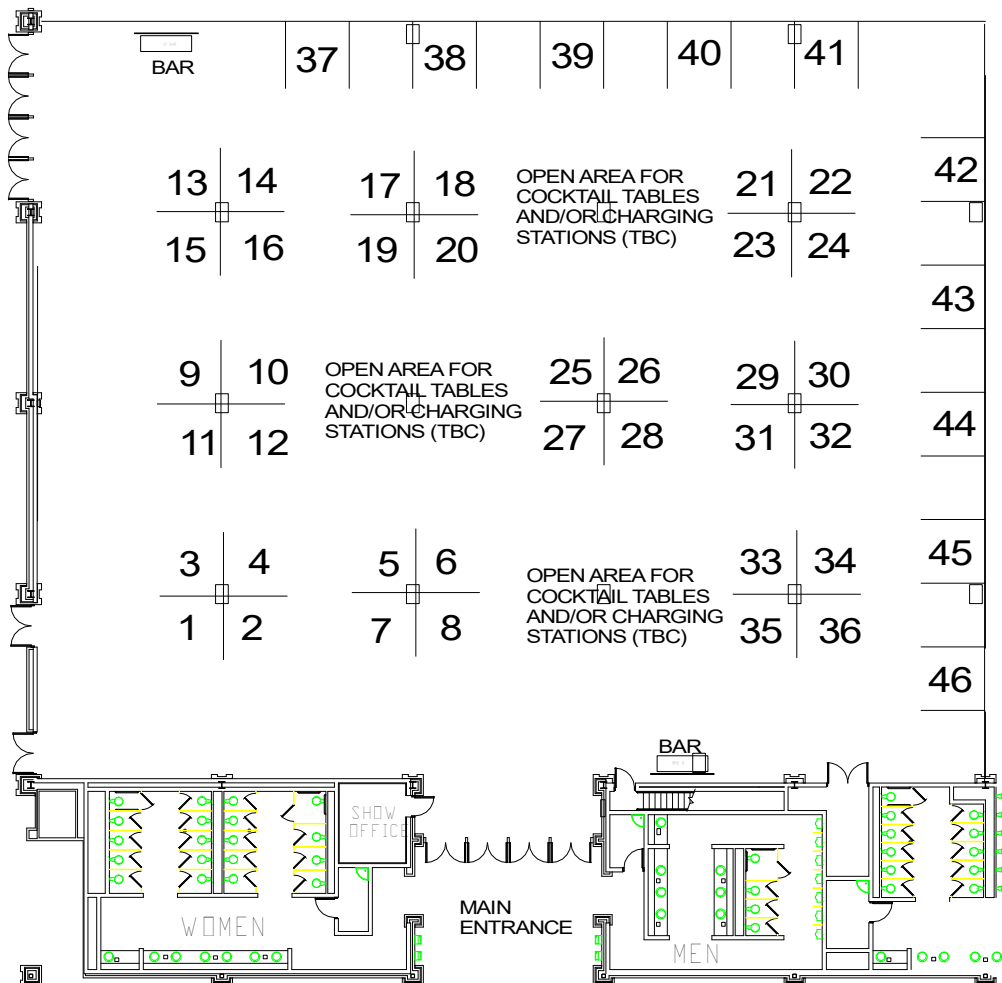 37 38 39 40 41
BAR
42
13 14 17 18 21 22
OPEN AREA FOR
COCKTAIL TABLES
AND/OR CHARGING
STATIONS (TBC)
15 16 19 20 23 24
43
9 10 25 26 29 30
OPEN AREA FOR
COCKTAIL TABLES
AND/OR CHARGING
STATIONS (TBC)
11 12 27 28 31 32
44
45
3 4 5 6 33 34
OPEN AREA FOR
COCKTAIL TABLES
AND/OR CHARGING
STATIONS (TBC)
1 2 7 8 35 36
46
BAR
SHOW
OFFICE
MAIN
ENTRANCE
WOMEN
MEN